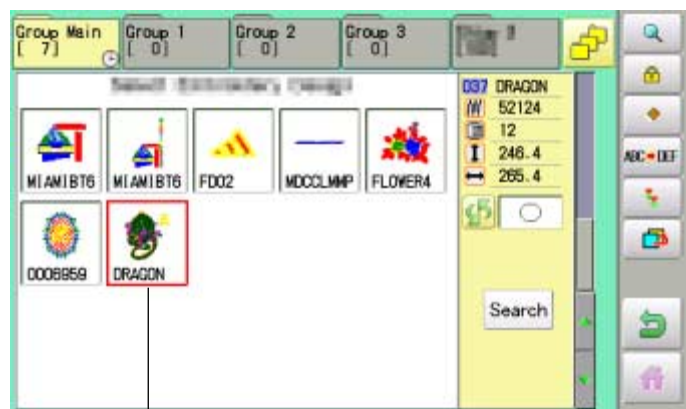 Group Main
[ 7]
Group 1
[ 0]
Group 2
[ 0]
Group 3
[ 0]
037 DRAGON
52124
12
246.4
265.4
MIAMIBT6
MIAMIBT6
FD02
MDCCLMMP
FLOWER4
ABC DEF
0006959
DRAGON
Search